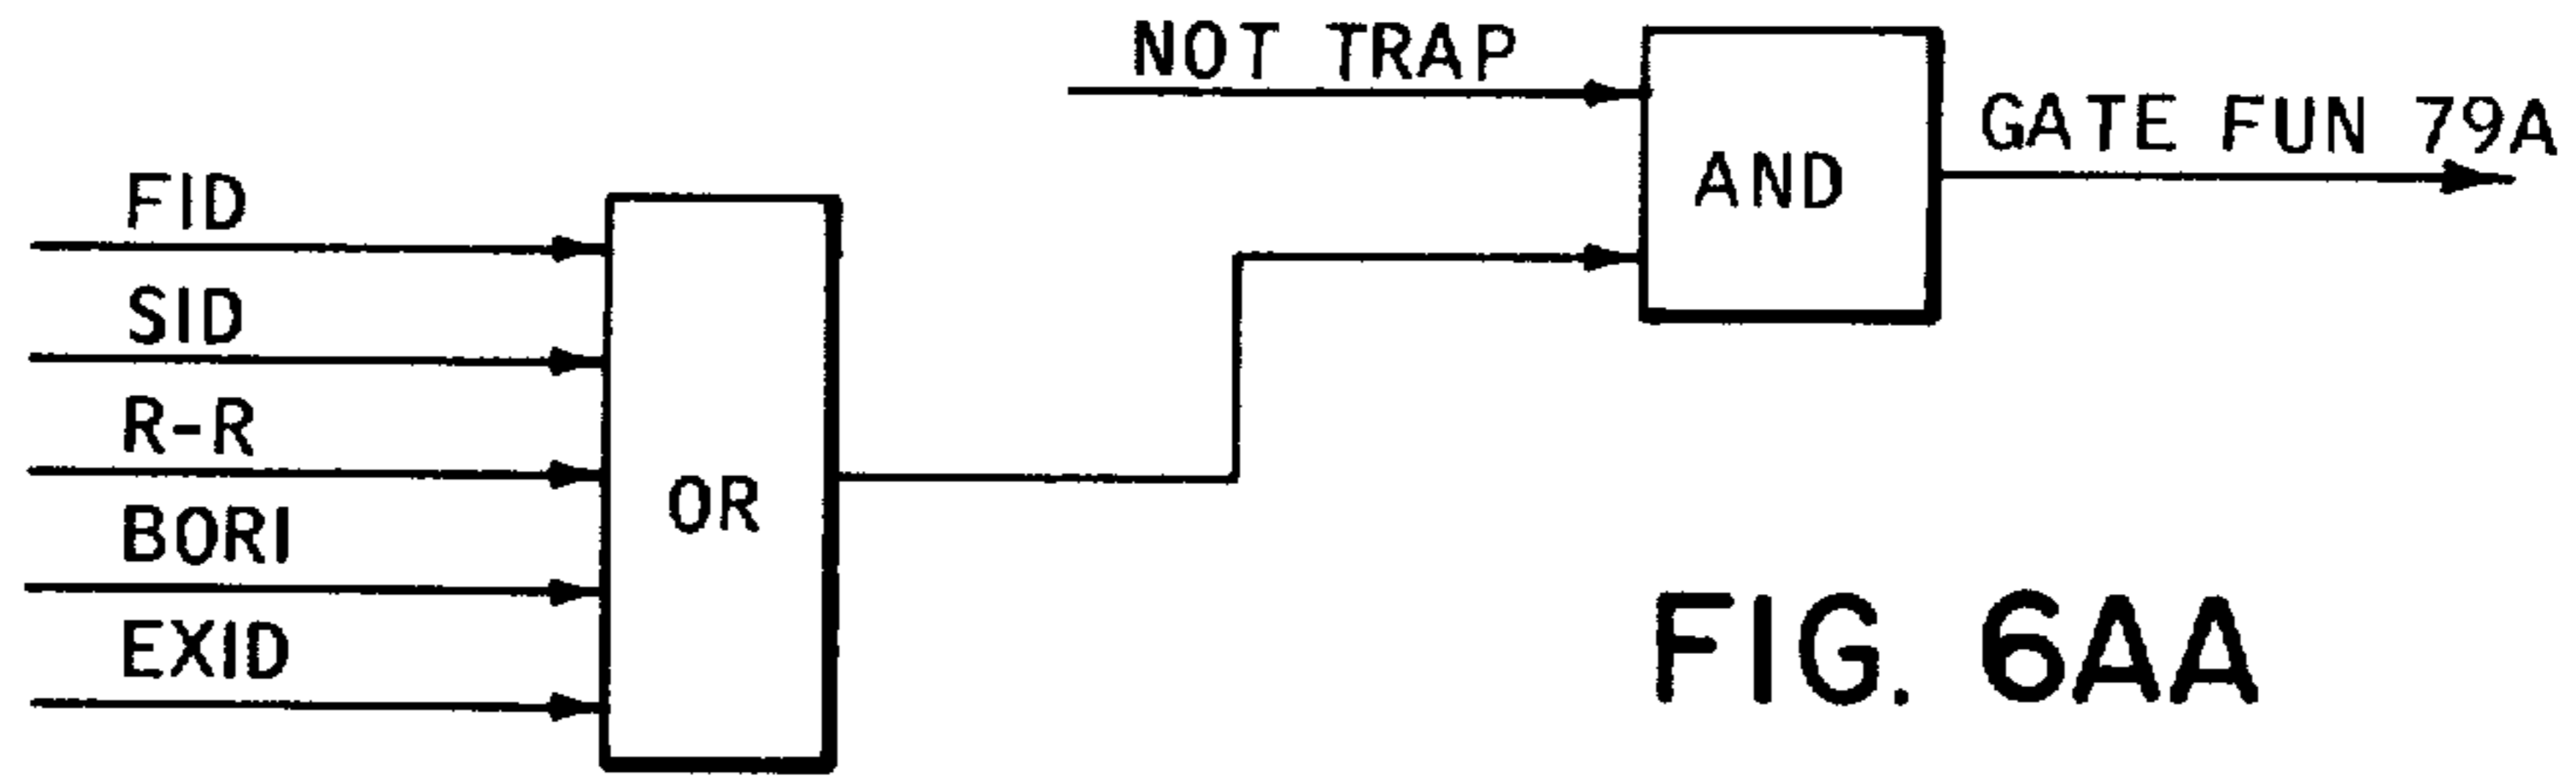 NOT TRAP
AND
GATE FUN 79A
FID
SID
R-R
BORI
EXID
OR
FIG. 6AA